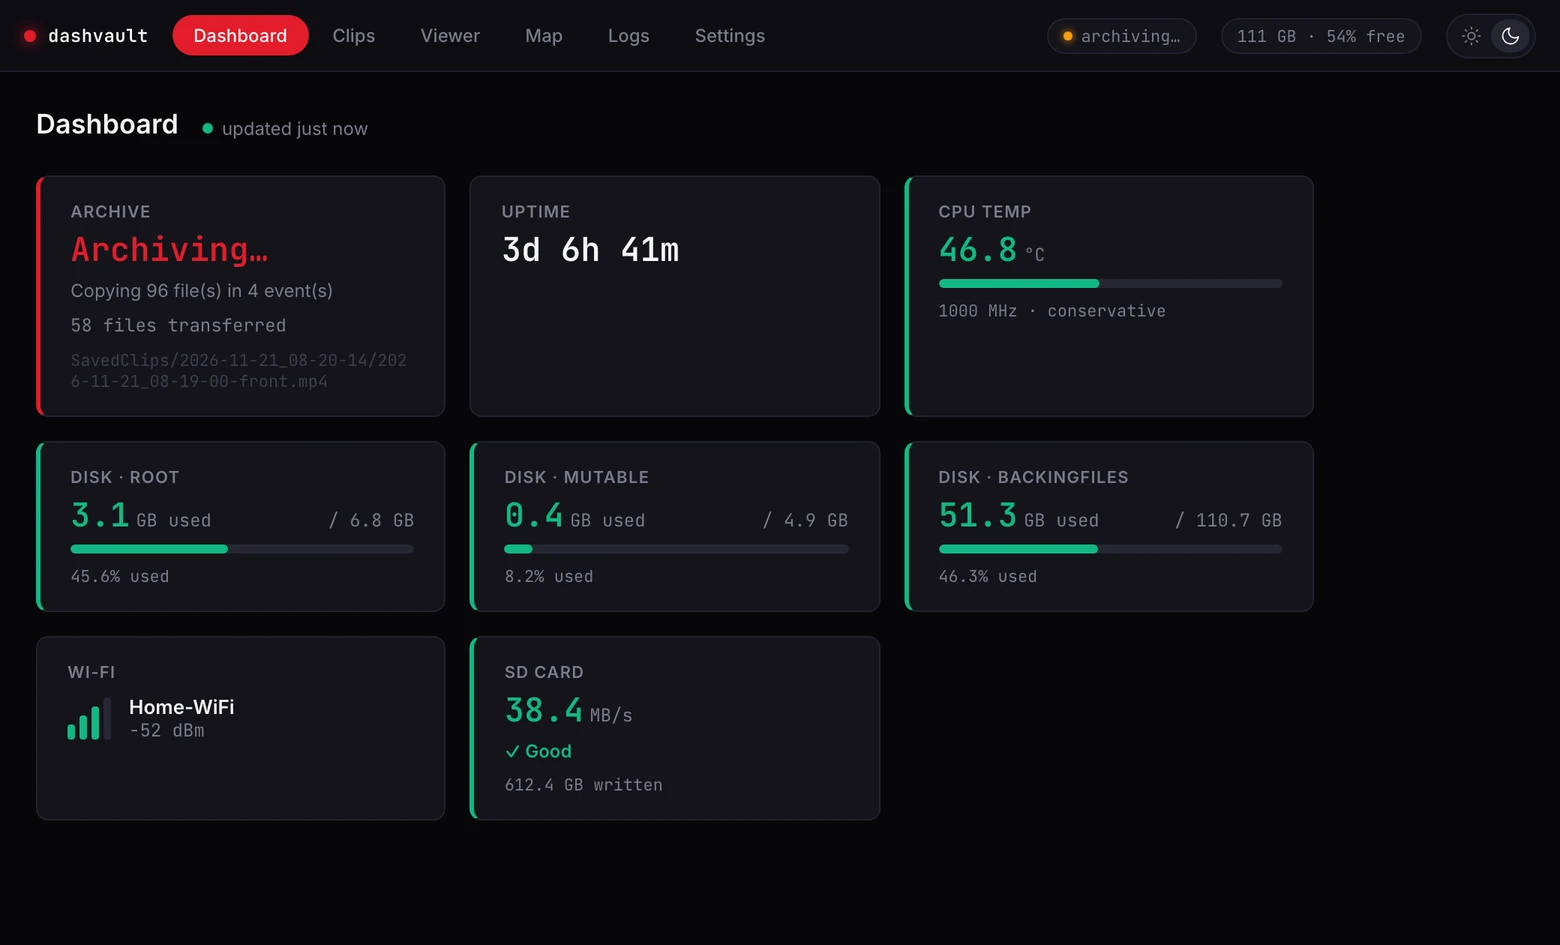 dashvault
Dashboard
Clips
Viewer
Map
Logs
Settings
archiving…
111 GB · 54% free
Dashboard
updated just now
ARCHIVE
Archiving…
Copying 96 file(s) in 4 event(s)
58 files transferred
SavedClips/2026-11-21_08-20-14/202
6-11-21_08-19-00-front.mp4
UPTIME
3d 6h 41m
CPU TEMP
46.8 °C
1000 MHz · conservative
DISK · ROOT
3.1 GB used / 6.8 GB
45.6% used
DISK · MUTABLE
0.4 GB used / 4.9 GB
8.2% used
DISK · BACKINGFILES
51.3 GB used / 110.7 GB
46.3% used
WI-FI
Home-WiFi
-52 dBm
SD CARD
38.4 MB/s
✓ Good
612.4 GB written